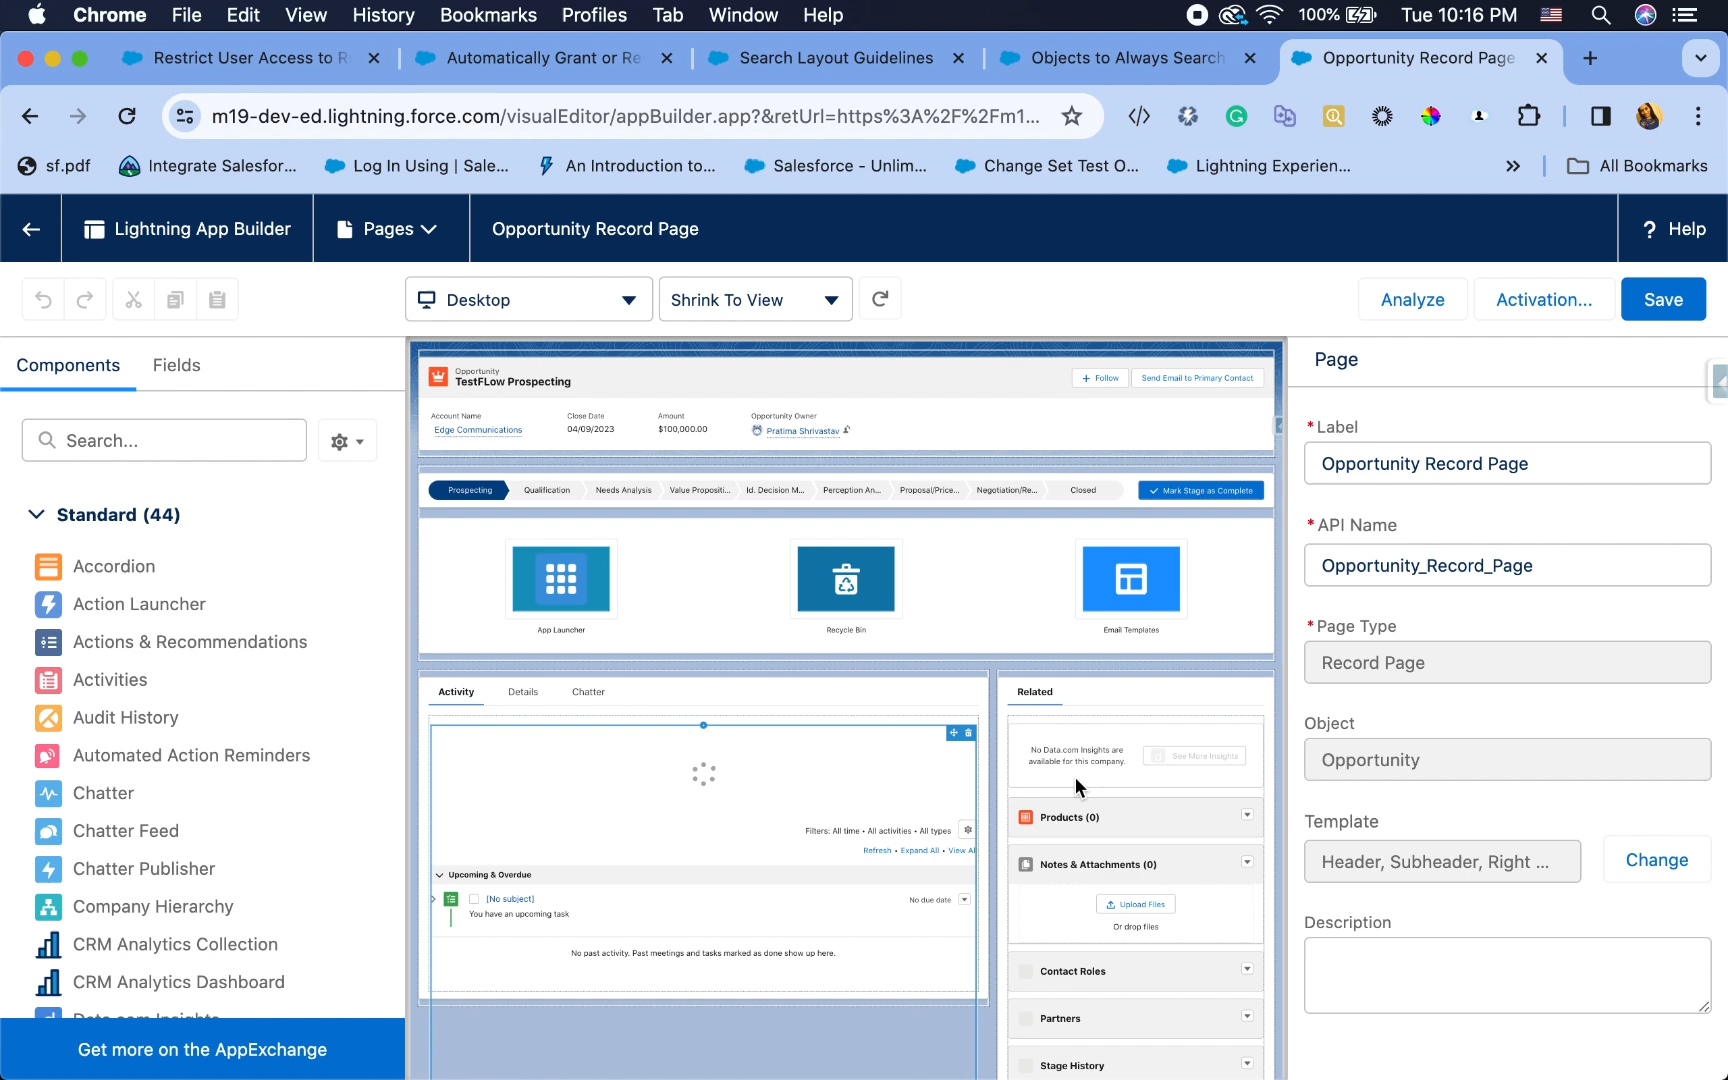 Chrome File Edit View History Bookmarks Profiles Tab Window Help 100% Tue 10:16 PM
Restrict User Access to R Automatically Grant or Re Search Layout Guidelines Objects to Always Search Opportunity Record Page
m19-dev-ed.lightning.force.com/visualEditor/appBuilder.app?&retUrl=https%3A%2F%2Fm1...
sf.pdf Integrate Salesfor... Log In Using | Sale... An Introduction to... Salesforce - Unlim... Change Set Test O... Lightning Experien... » All Bookmarks
Lightning App Builder Pages Opportunity Record Page ? Help
Desktop Shrink To View Analyze Activation... Save
Components Fields
Search...
Standard (44)
Accordion
Action Launcher
Actions & Recommendations
Activities
Audit History
Automated Action Reminders
Chatter
Chatter Feed
Chatter Publisher
Company Hierarchy
CRM Analytics Collection
CRM Analytics Dashboard
Get more on the AppExchange
Opportunity
TestFLow Prospecting
+ Follow Send Email to Primary Contact
Account Name Close Date Amount Opportunity Owner
Edge Communications 04/09/2023 $100,000.00 Pratima Shrivastav
Prospecting Qualification Needs Analysis Value Propositi... Id. Decision M... Perception An... Proposal/Price... Negotiation/Re... Closed Mark Stage as Complete
App Launcher Recycle Bin Email Templates
Activity Details Chatter
Filters: All time • All activities • All types
Refresh • Expand All • View Al
Upcoming & Overdue
[No subject] No due date
You have an upcoming task
No past activity. Past meetings and tasks marked as done show up here.
Related
No Data.com Insights are
available for this company.
See More Insights
Products (0)
Notes & Attachments (0)
Upload Files
Or drop files
Contact Roles
Partners
Stage History
Page
* Label
Opportunity Record Page
* API Name
Opportunity_Record_Page
* Page Type
Record Page
Object
Opportunity
Template
Header, Subheader, Right ... Change
Description